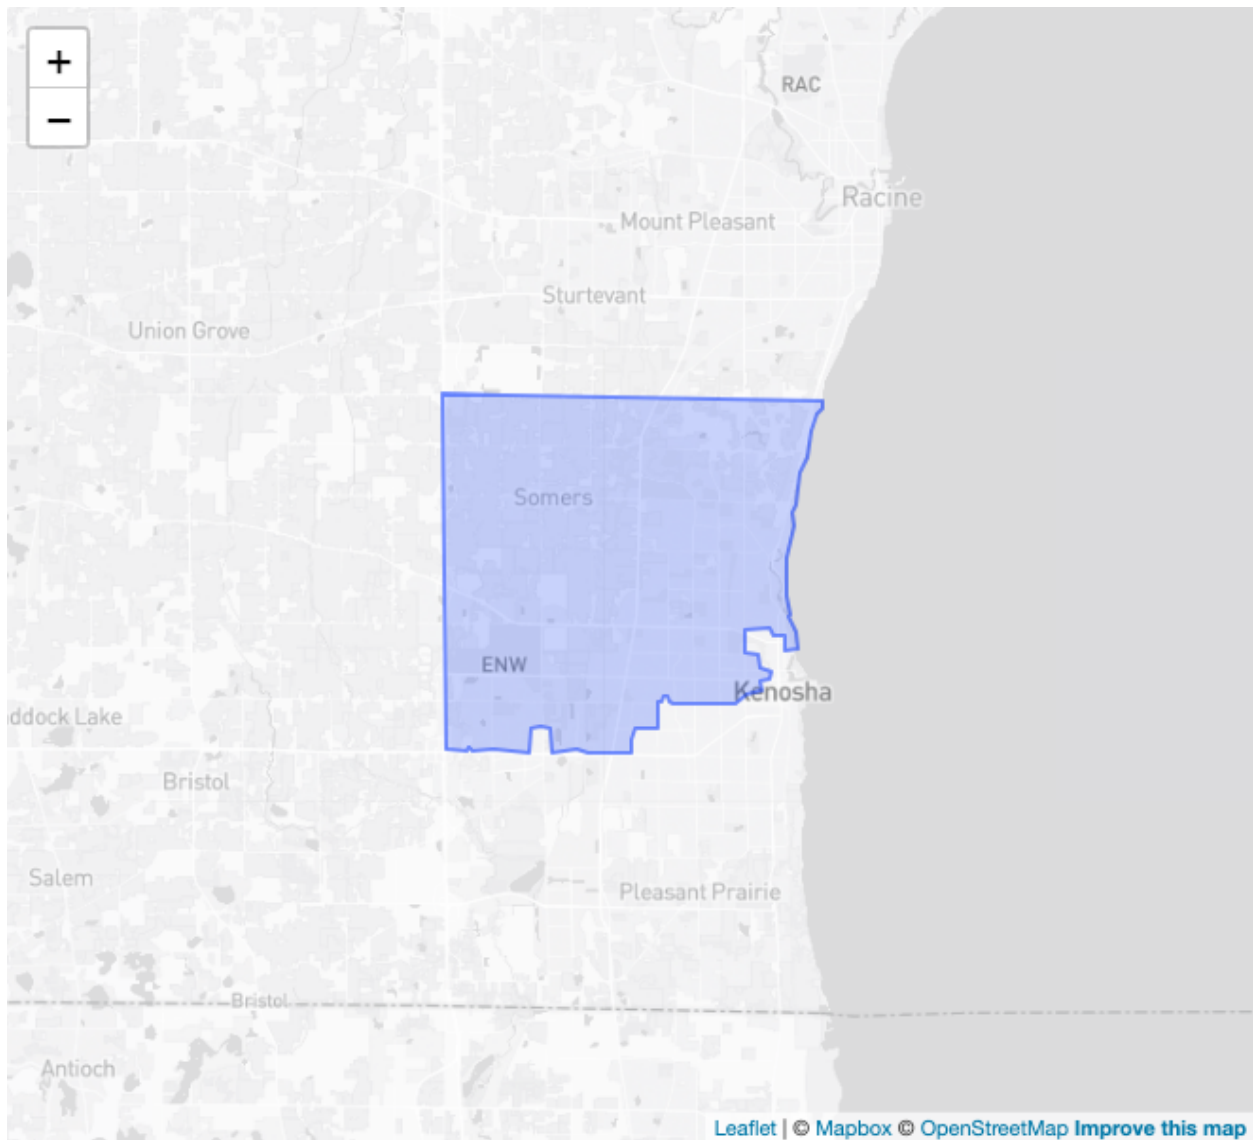 +
−
RAC
Racine
Mount Pleasant
Sturtevant
Union Grove
Somers
ENW
Kenosha
ddock Lake
Bristol
Salem
Pleasant Prairie
Bristol
Antioch
Leaflet | © Mapbox © OpenStreetMap Improve this map